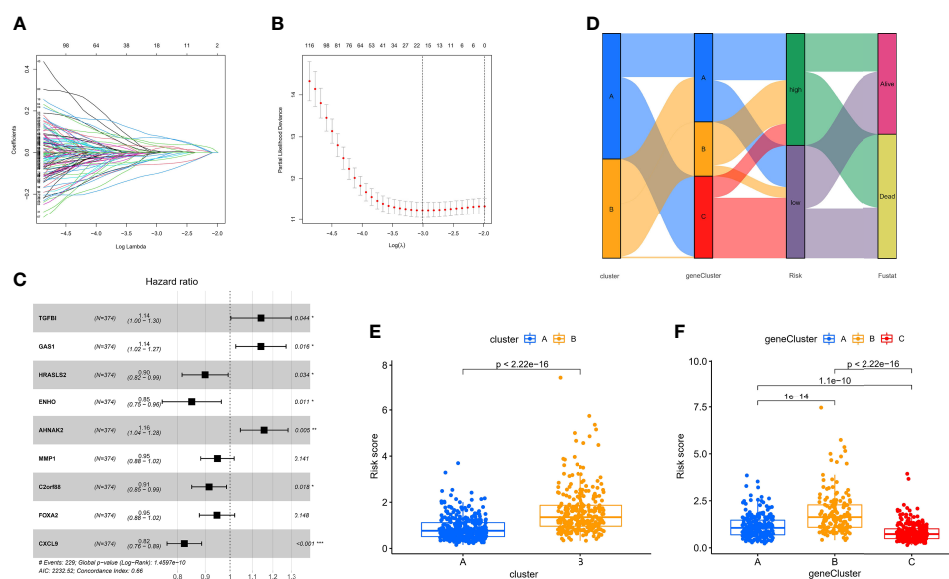 A
98 64 38 18 11 2
0.4
0.2
0.0
−0.2
Coefficients
−4.5 −4.0 −3.5 −3.0 −2.5 −2.0
Log Lambda
B
116 98 81 76 64 53 41 34 27 22 16 13 11 6 6 0
14
13
12
11
Partial Likelihood Deviance
−4.5 −4.0 −3.5 −3.0 −2.5 −2.0
Log(λ)
D
A
B
A
B
C
high
low
Alive
Dead
cluster geneCluster Risk Fustat
C
Hazard ratio
TGFBI (N=374) 1.14 (1.00 − 1.30) 0.044 *
GAS1 (N=374) 1.14 (1.02 − 1.27) 0.016 *
HRASLS2 (N=374) 0.90 (0.82 − 0.99) 0.034 *
ENHO (N=374) 0.85 (0.75 − 0.96) 0.011 *
AHNAK2 (N=374) 1.16 (1.04 − 1.28) 0.005 **
MMP1 (N=374) 0.95 (0.88 − 1.02) 0.141
C2orf88 (N=374) 0.91 (0.85 − 0.99) 0.018 *
FOXA2 (N=374) 0.95 (0.88 − 1.02) 0.148
CXCL9 (N=374) 0.82 (0.76 − 0.89) <0.001 ***
# Events: 229; Global p−value (Log−Rank): 1.4597e−10
AIC: 2232.52; Concordance Index: 0.66
0.8 0.9 1 1.1 1.2 1.3
E
cluster A B
p < 2.22e−16
8
6
4
2
0
Risk score
A B
cluster
F
geneCluster A B C
p < 2.22e−16
1.1e−10
10.0
7.5
5.0
2.5
0.0
Risk score
A B C
geneCluster